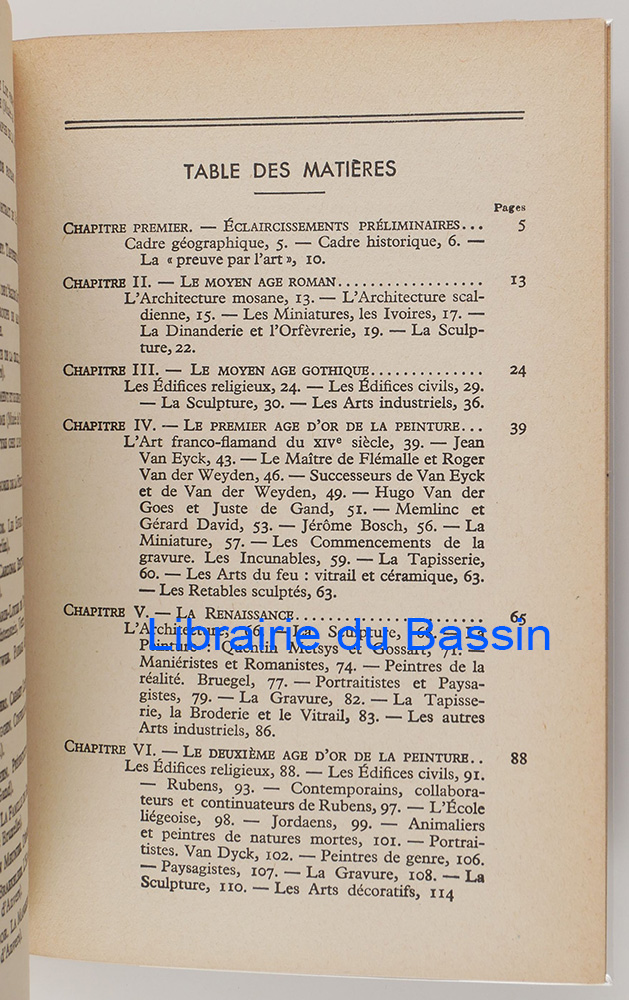 TABLE DES MATIÈRES
Pages
CHAPITRE PREMIER. — ÉCLAIRCISSEMENTS PRÉLIMINAIRES... 5
Cadre géographique, 5. — Cadre historique, 6. —
La « preuve par l'art », 10.
CHAPITRE II. — LE MOYEN AGE ROMAN.................. 13
L'Architecture mosane, 13. — L'Architecture scal-
dienne, 15. — Les Miniatures, les Ivoires, 17. —
La Dinanderie et l'Orfèvrerie, 19. — La Sculp-
ture, 22.
CHAPITRE III. — LE MOYEN AGE GOTHIQUE.............. 24
Les Édifices religieux, 24. — Les Édifices civils, 29.
— La Sculpture, 30. — Les Arts industriels, 36.
CHAPITRE IV. — LE PREMIER AGE D'OR DE LA PEINTURE... 39
L'Art franco-flamand du XIVe siècle, 39. — Jean
Van Eyck, 43. — Le Maître de Flémalle et Roger
Van der Weyden, 46. — Successeurs de Van Eyck
et de Van der Weyden, 49. — Hugo Van der
Goes et Juste de Gand, 51. — Memlinc et
Gérard David, 53. — Jérôme Bosch, 56. — La
Miniature, 57. — Les Commencements de la
gravure. Les Incunables, 59. — La Tapisserie,
60. — Les Arts du feu : vitrail et céramique, 63.
— Les Retables sculptés, 63.
CHAPITRE V. — LA RENAISSANCE........................ 65
L'Architecture, 66. — La Sculpture, 68. — La
Librairie du Bassin
Peinture : Quentin Metsys et Gossart, 71. —
Maniéristes et Romanistes, 74. — Peintres de la
réalité. Bruegel, 77. — Portraitistes et Paysa-
gistes, 79. — La Gravure, 82. — La Tapisse-
rie, la Broderie et le Vitrail, 83. — Les autres
Arts industriels, 86.
CHAPITRE VI. — LE DEUXIÈME AGE D'OR DE LA PEINTURE.. 88
Les Édifices religieux, 88. — Les Édifices civils, 91.
— Rubens, 93. — Contemporains, collabora-
teurs et continuateurs de Rubens, 97. — L'École
liégeoise, 98. — Jordaens, 99. — Animaliers
et peintres de natures mortes, 101. — Portrai-
tistes. Van Dyck, 102. — Peintres de genre, 106.
— Paysagistes, 107. — La Gravure, 108. — La
Sculpture, 110. — Les Arts décoratifs, 114